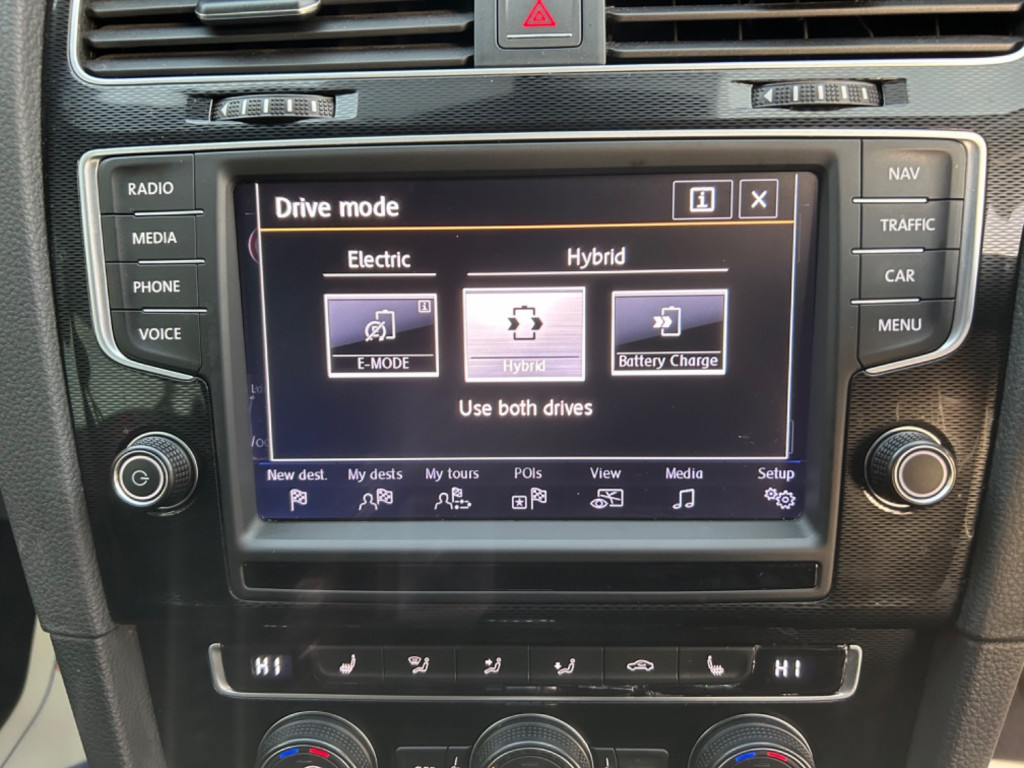 RADIO
MEDIA
PHONE
VOICE
NAV
TRAFFIC
CAR
MENU
Drive mode
Electric
Hybrid
E-MODE
Hybrid
Battery Charge
Use both drives
New dest.
My dests
My tours
POIs
View
Media
Setup
HI
HI